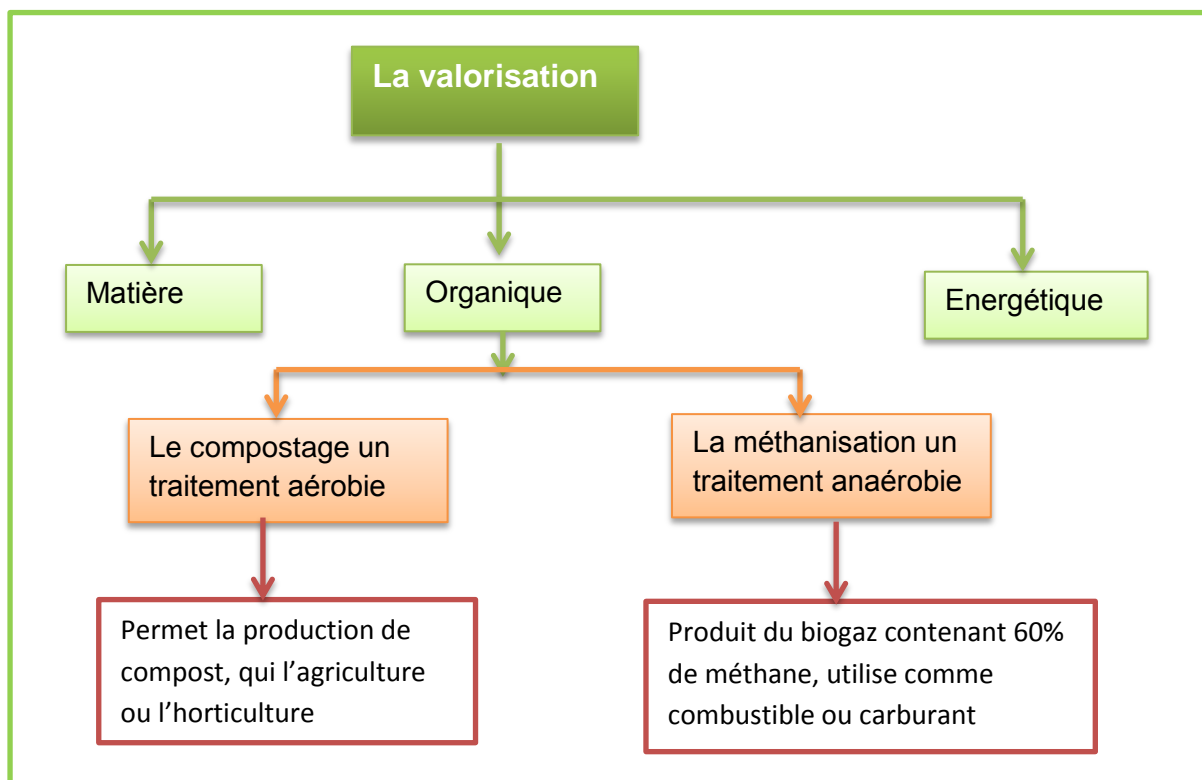 La valorisation
Matière
Organique
Energétique
Le compostage un
traitement aérobie
La méthanisation un
traitement anaérobie
Permet la production de
compost, qui l’agriculture
ou l’horticulture
Produit du biogaz contenant 60%
de méthane, utilise comme
combustible ou carburant